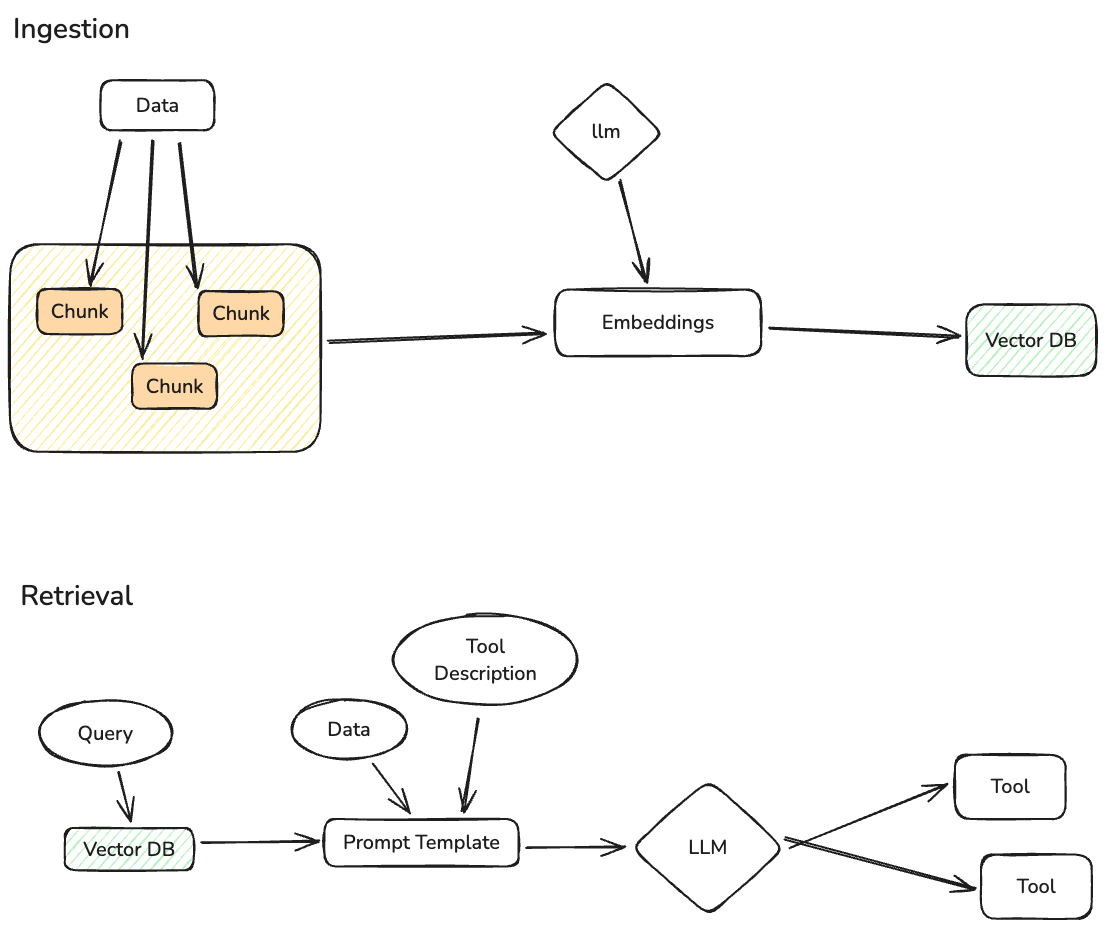 Ingestion
Data
llm
Chunk
Chunk
Chunk
Embeddings
Vector DB
Retrieval
Tool
Description
Query
Data
Vector DB
Prompt Template
LLM
Tool
Tool